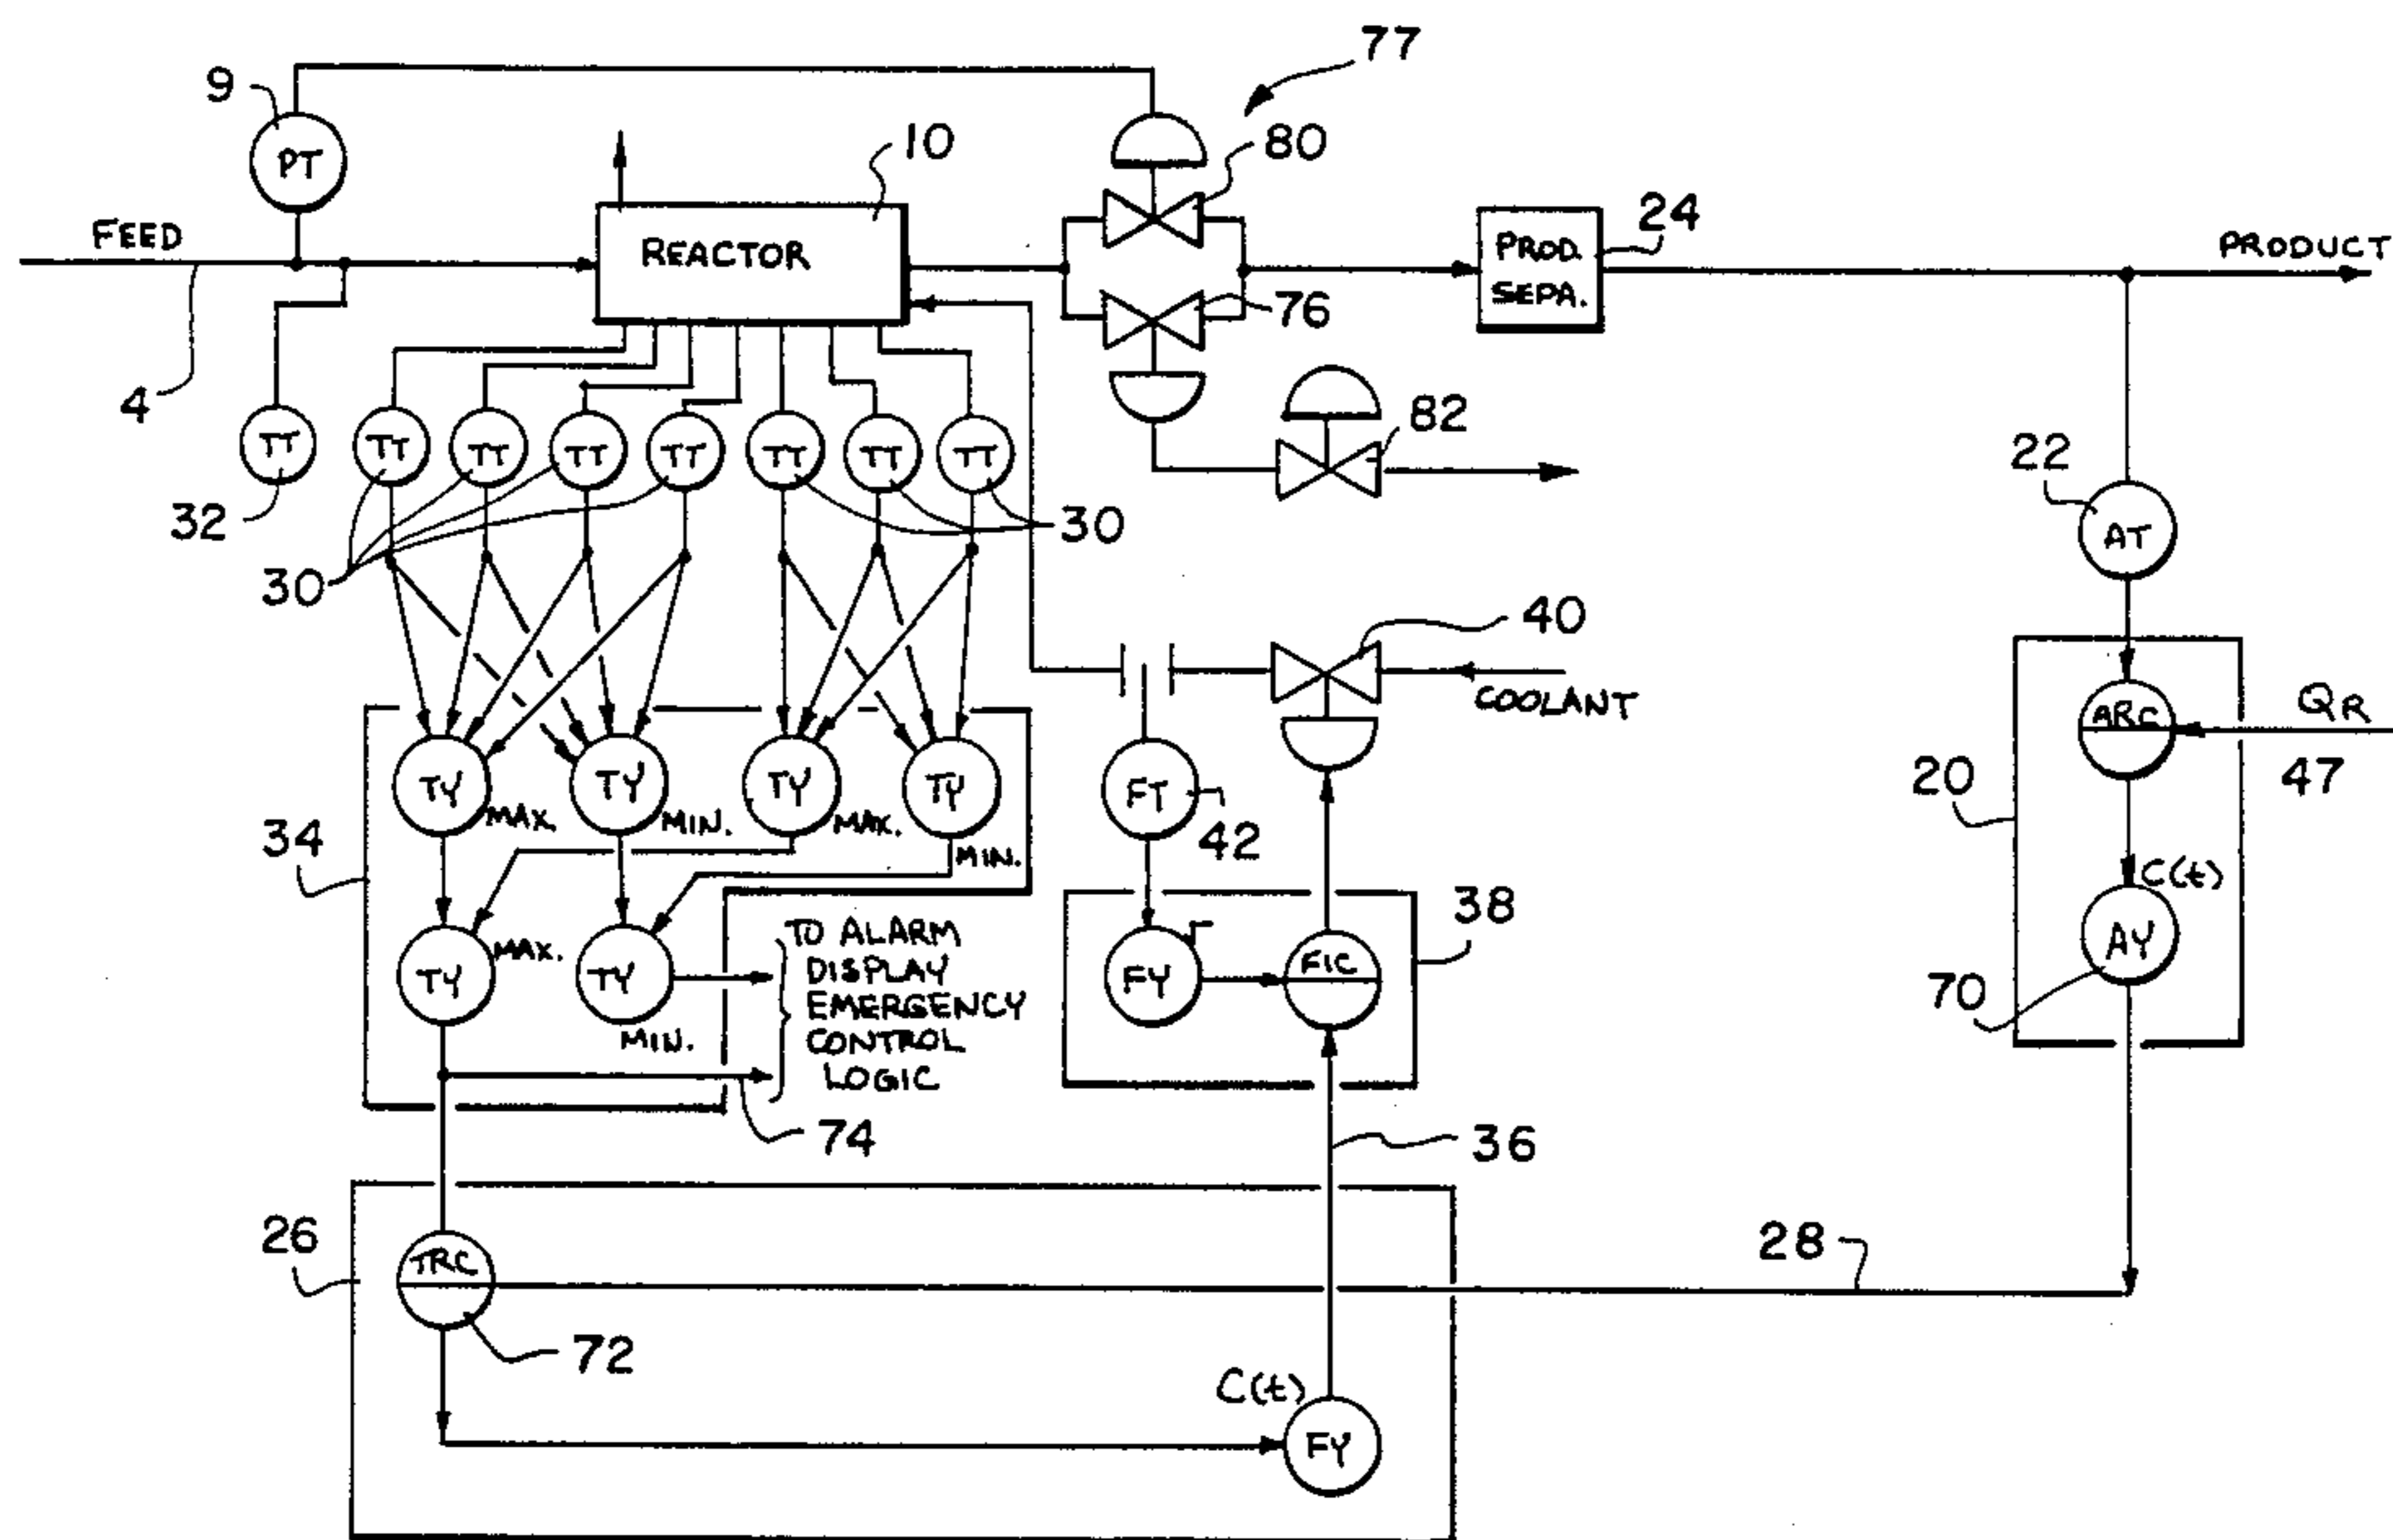 77
9
PT
10
80
FEED
REACTOR
24
PROD.
SEPA.
PRODUCT
76
4
82
TT
TT
TT
TT
TT
TT
TT
TT
22
32
30
30
AT
40
COOLANT
ARC
QR
47
20
TY
MAX.
TY
MIN.
TY
MAX.
TY
MIN.
FT
42
34
C(t)
38
TY
MAX.
TY
MIN.
TO ALARM
DISPLAY
EMERGENCY
CONTROL
LOGIC
FY
√
FIC
AY
70
74
36
26
TRC
28
72
C(t)
FY